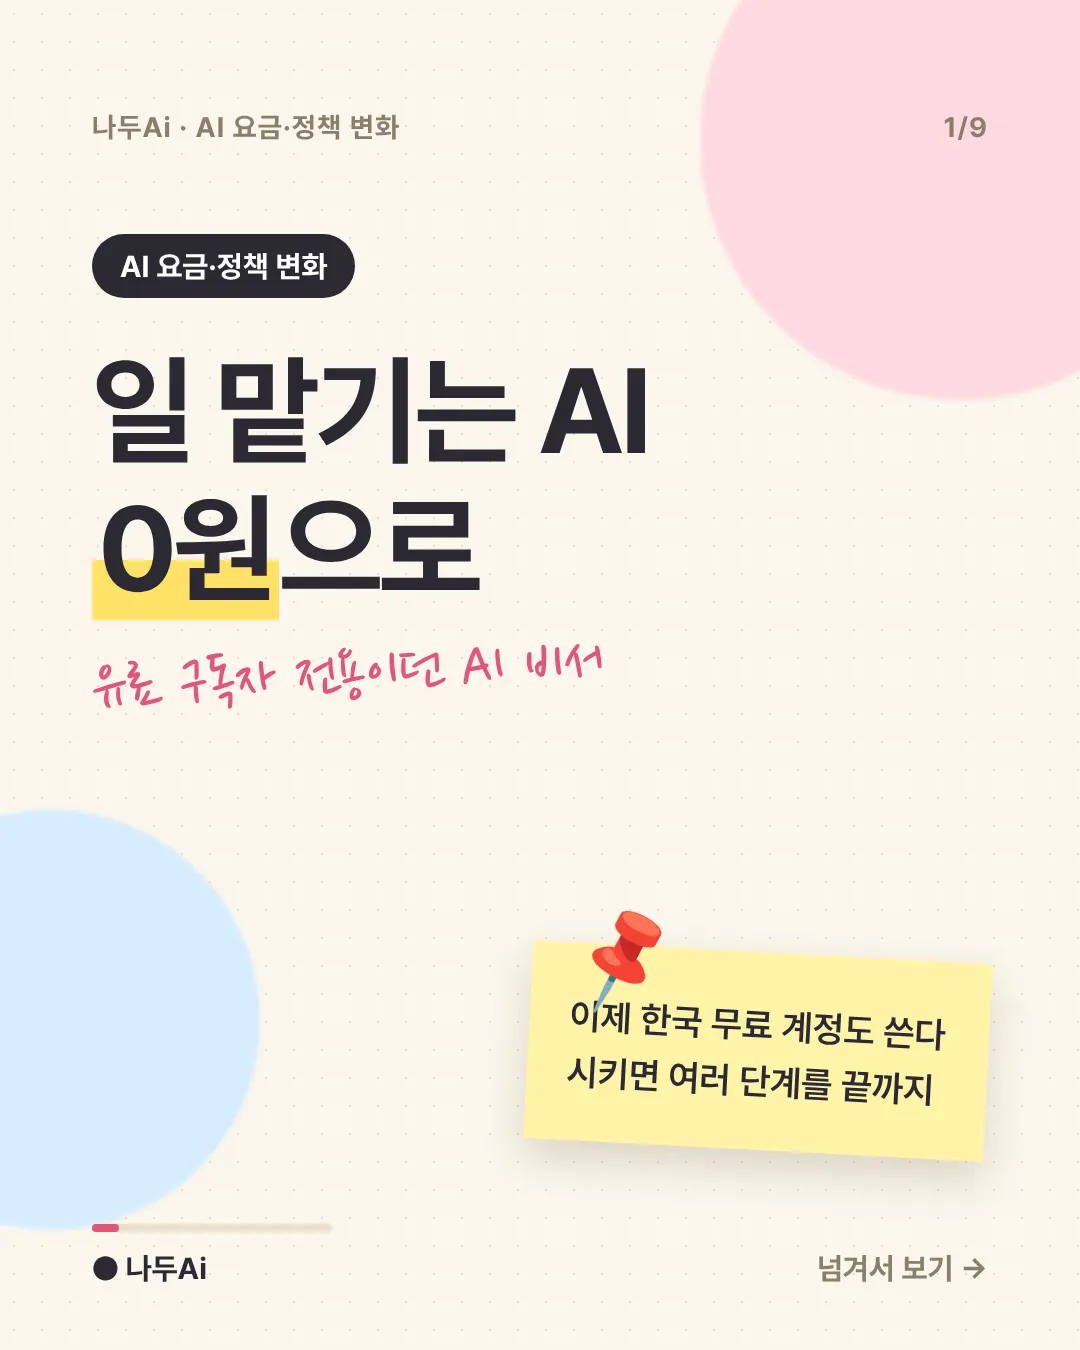 나두Ai · AI 요금·정책 변화
1/9
AI 요금·정책 변화
일 맡기는 AI
0원으로
유료 구독자 전용이던 AI 비서
이제 한국 무료 계정도 쓴다
시키면 여러 단계를 끝까지
나두Ai
넘겨서 보기 →